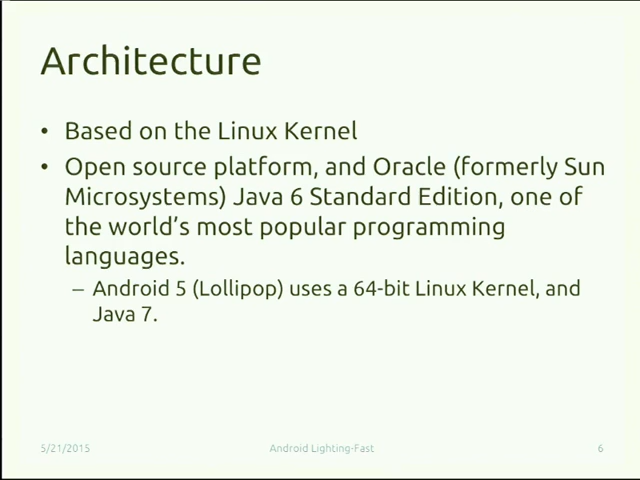 Architecture
• Based on the Linux Kernel
• Open source platform, and Oracle (formerly Sun
Microsystems) Java 6 Standard Edition, one of
the world's most popular programming
languages.
– Android 5 (Lollipop) uses a 64-bit Linux Kernel, and
Java 7.
5/21/2015 Android Lighting-Fast 6